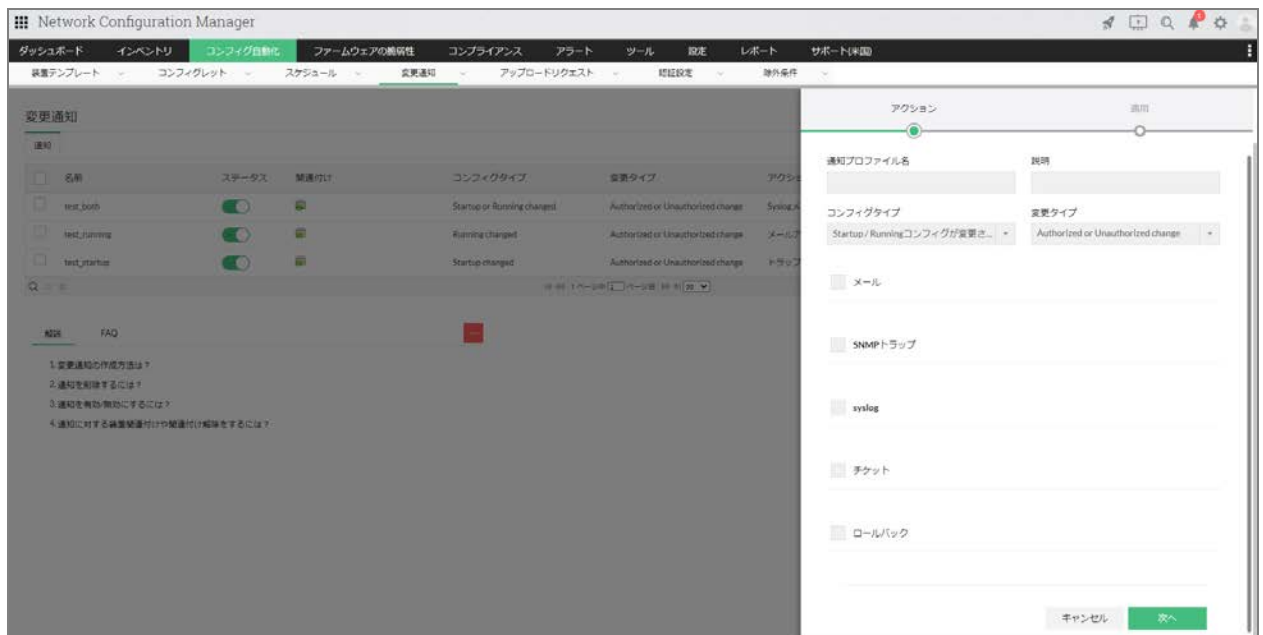 Network Configuration Manager
ダッシュボード インベントリ コンフィグ自動化 ファームウェアの脆弱性 コンプライアンス アラート ツール 設定 レポート サポート(米国)
装置テンプレート コンフィグレット スケジュール 変更通知 アップロードリクエスト 認証設定 除外条件
変更通知
通知
名前 ステータス 関連付け コンフィグタイプ 変更タイプ
test_both Startup or Running changed Authorized or Unauthorized change
test_running Running changed Authorized or Unauthorized change
test_startup Startup changed Authorized or Unauthorized change
解説 FAQ
1. 変更通知の作成方法は?
2. 通知を削除するには?
3. 通知を有効/無効にするには?
4. 通知に対する装置関連付けや関連付け解除をするには?
アクション 適用
通知プロファイル名 説明
コンフィグタイプ 変更タイプ
Startup / Runningコンフィグが変更さ... Authorized or Unauthorized change
メール
SNMPトラップ
syslog
チケット
ロールバック
キャンセル 次へ